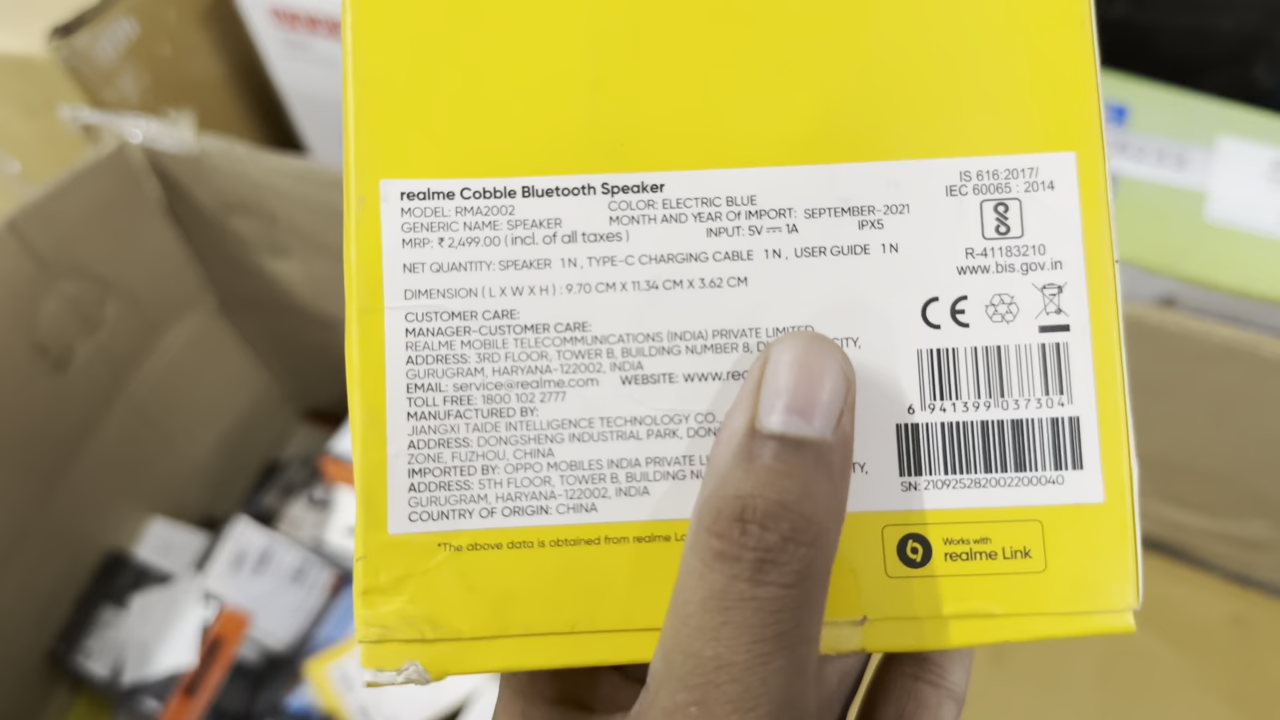 realme Cobble Bluetooth Speaker
MODEL: RMA2002
COLOR: ELECTRIC BLUE
GENERIC NAME: SPEAKER
MONTH AND YEAR Of IMPORT: SEPTEMBER-2021
MRP: ₹ 2,499.00 (incl. of all taxes)
INPUT: 5V⎓1A
IPX5
NET QUANTITY: SPEAKER 1 N , TYPE-C CHARGING CABLE 1 N , USER GUIDE 1 N
DIMENSION ( L X W X H ) : 9.70 CM X 11.34 CM X 3.62 CM
CUSTOMER CARE:
MANAGER-CUSTOMER CARE:
REALME MOBILE TELECOMMUNICATIONS (INDIA) PRIVATE LIMITED
ADDRESS: 3RD FLOOR, TOWER B, BUILDING NUMBER 8, CITY,
GURUGRAM, HARYANA-122002, INDIA
EMAIL: service@realme.com WEBSITE:
TOLL FREE: 1800 102 2777
MANUFACTURED BY:
JIANGXI TAIDE INTELLIGENCE TECHNOLOGY CO.,
ADDRESS: DONGSHENG INDUSTRIAL PARK,
ZONE, FUZHOU, CHINA
IMPORTED BY: OPPO MOBILES INDIA PRIVATE
ADDRESS: 5TH FLOOR, TOWER B, BUILDING
GURUGRAM, HARYANA-122002, INDIA
COUNTRY OF ORIGIN: CHINA
*The above data is obtained from realme
IS 616:2017/
IEC 60065 : 2014
R-41183210
www.bis.gov.in
CE
6 941399 037304
SN: 210925282002200040
Works with
realme Link